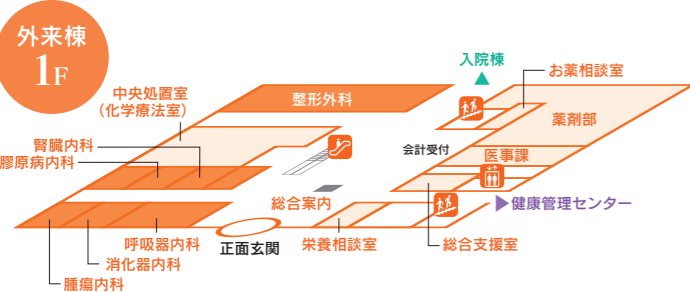 外来棟
1F
入院棟
お薬相談室
中央処置室
（化学療法室）
整形外科
薬剤部
腎臓内科
会計受付
医事課
膠原病内科
総合案内
健康管理センター
呼吸器内科
正面玄関
栄養相談室
総合支援室
消化器内科
腫瘍内科